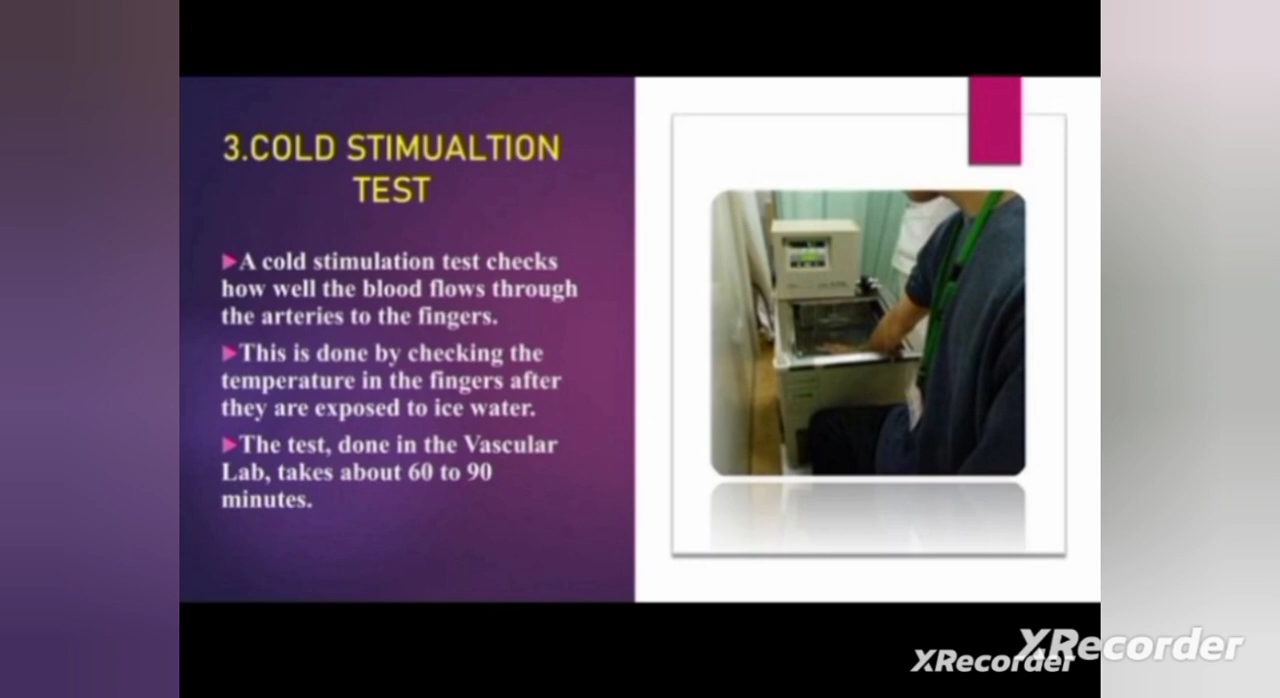 3.COLD STIMUALTION
TEST
▶A cold stimulation test checks
how well the blood flows through
the arteries to the fingers.
▶This is done by checking the
temperature in the fingers after
they are exposed to ice water.
▶The test, done in the Vascular
Lab, takes about 60 to 90
minutes.
XRecorder
XRecorder